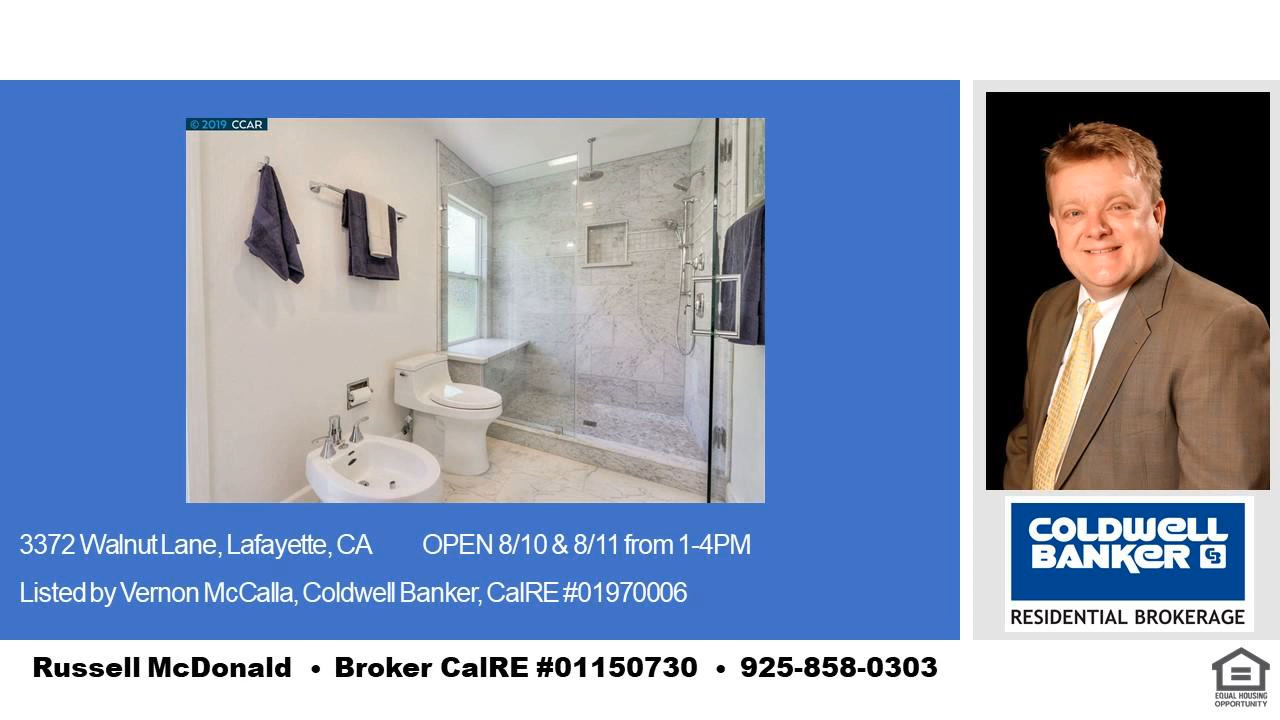 © 2019 CCAR
3372 Walnut Lane, Lafayette, CA OPEN 8/10 & 8/11 from 1-4PM
Listed by Vernon McCalla, Coldwell Banker, CalRE #01970006
COLDWELL
BANKER CB
RESIDENTIAL BROKERAGE
Russell McDonald • Broker CalRE #01150730 • 925-858-0303
EQUAL HOUSING
OPPORTUNITY